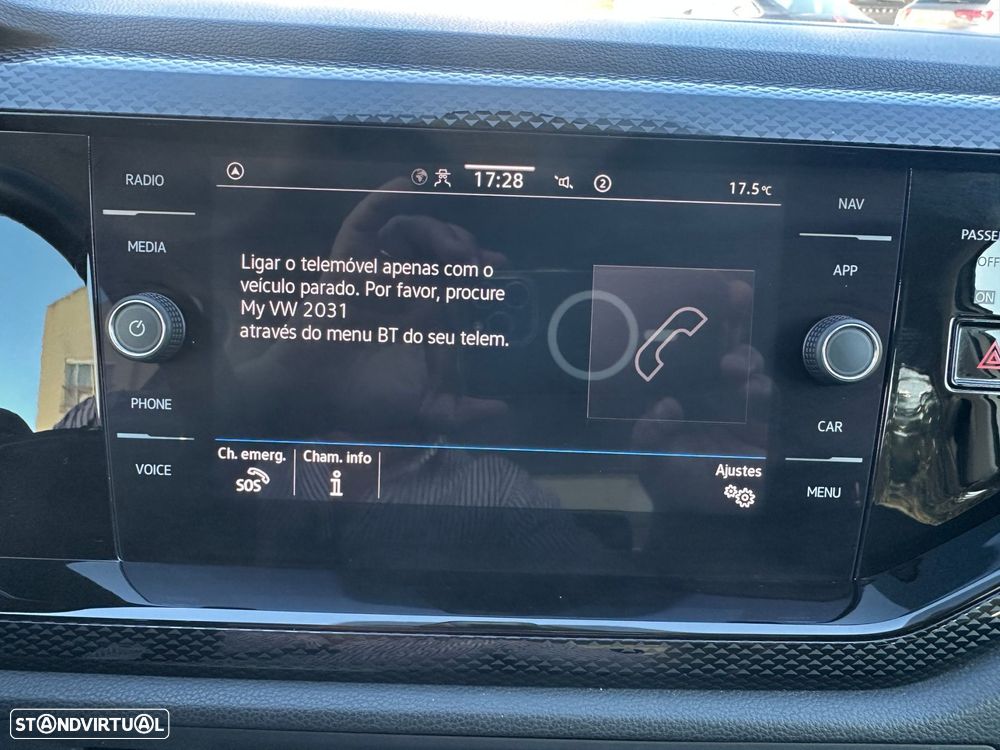 RADIO
MEDIA
PHONE
VOICE
17:28
2
17.5°C
Ligar o telemóvel apenas com o
veículo parado. Por favor, procure
My VW 2031
através do menu BT do seu telem.
Ch. emerg.
SOS
Cham. info
i
Ajustes
NAV
APP
CAR
MENU
OFF
ON
STANDVIRTUAL